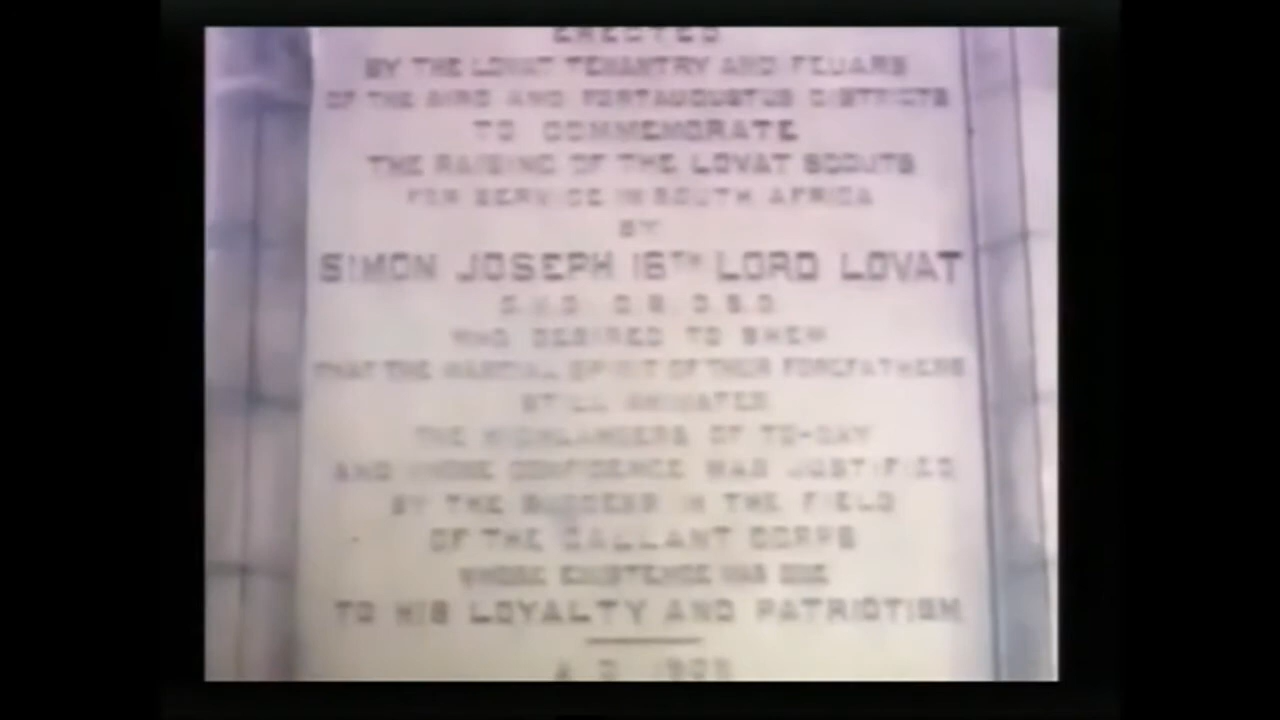 ERECTED
BY THE LOVAT TENANTRY AND FEUARS
OF THE AIRD AND FORTAUGUSTUS DISTRICTS
TO COMMEMORATE
THE RAISING OF THE LOVAT SCOUTS
FOR SERVICE IN SOUTH AFRICA
BY
SIMON JOSEPH 16TH LORD LOVAT
WHO DESIRED TO SHEW
THAT THE MARTIAL SPIRIT OF THEIR FOREFATHERS
STILL ANIMATES
THE HIGHLANDERS OF TO-DAY
AND WHOSE CONFIDENCE WAS JUSTIFIED
BY THE SUCCESS IN THE FIELD
OF THE GALLANT CORPS
WHOSE EXISTENCE WAS DUE
TO HIS LOYALTY AND PATRIOTISM
A D